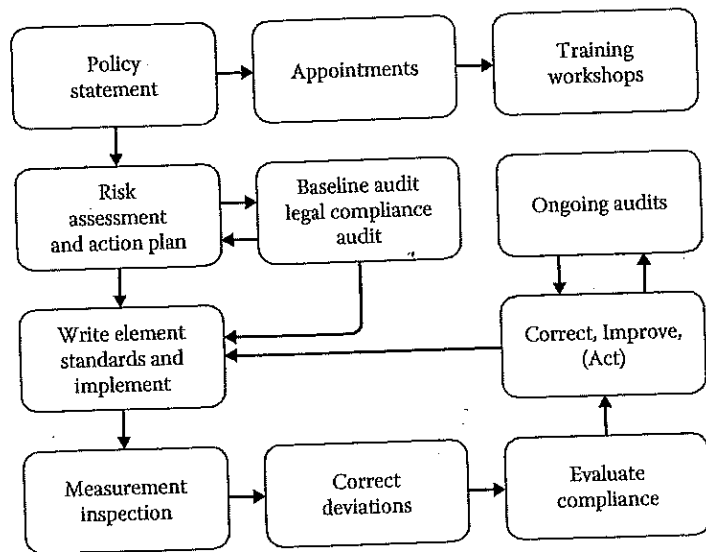 Policy
statement
Appointments
Training
workshops
Risk
assessment
and action plan
Baseline audit
legal compliance
audit
Ongoing audits
Write element
standards and
implement
Correct, Improve,
(Act)
Measurement
inspection
Correct
deviations
Evaluate
compliance